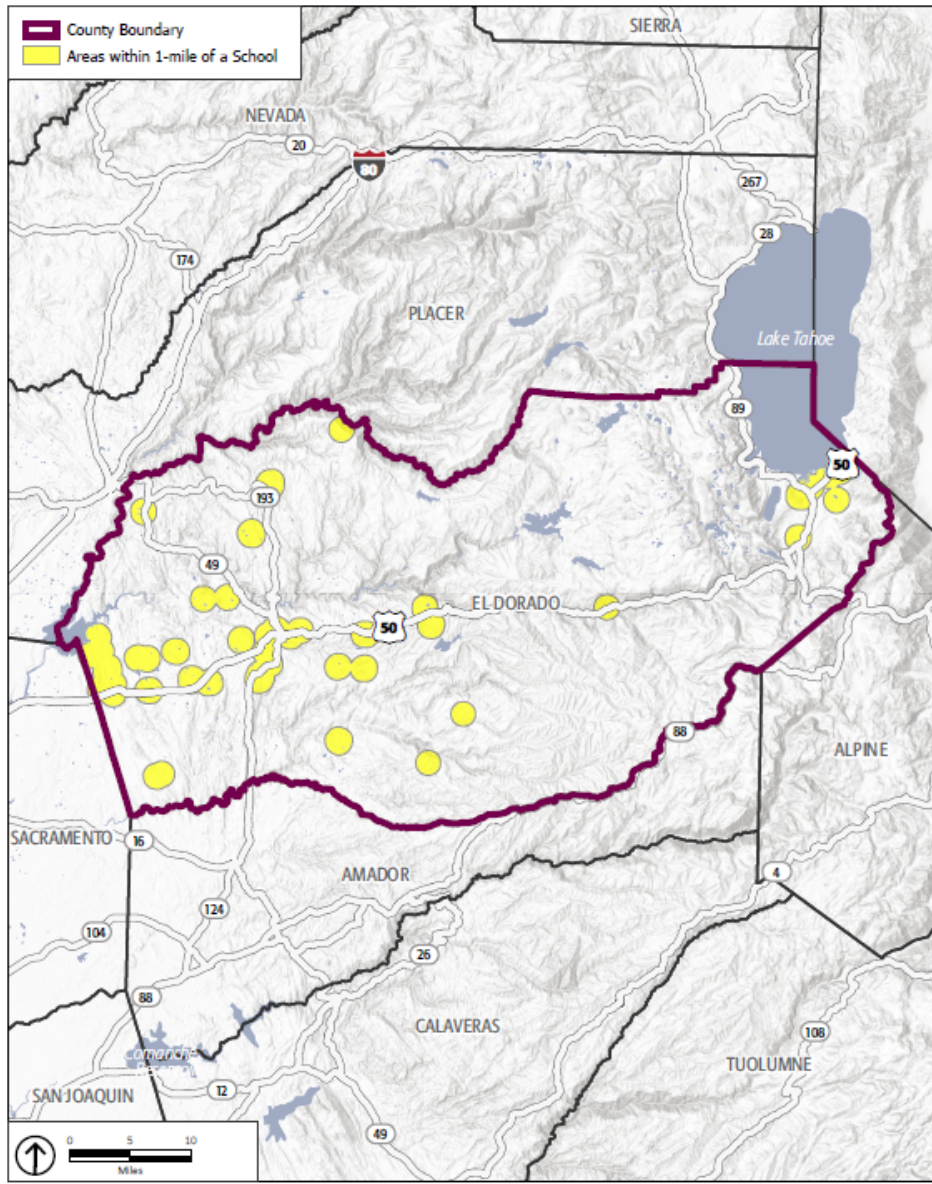 County Boundary
Areas within 1-mile of a School
SIERRA
NEVADA
20
80
267
28
174
PLACER
Lake Tahoe
89
50
193
49
EL DORADO
50
88
ALPINE
SACRAMENTO
16
AMADOR
4
124
104
26
88
CALAVERAS
108
Camanche
TUOLUMNE
12
SAN JOAQUIN
49
0 5 10
Miles